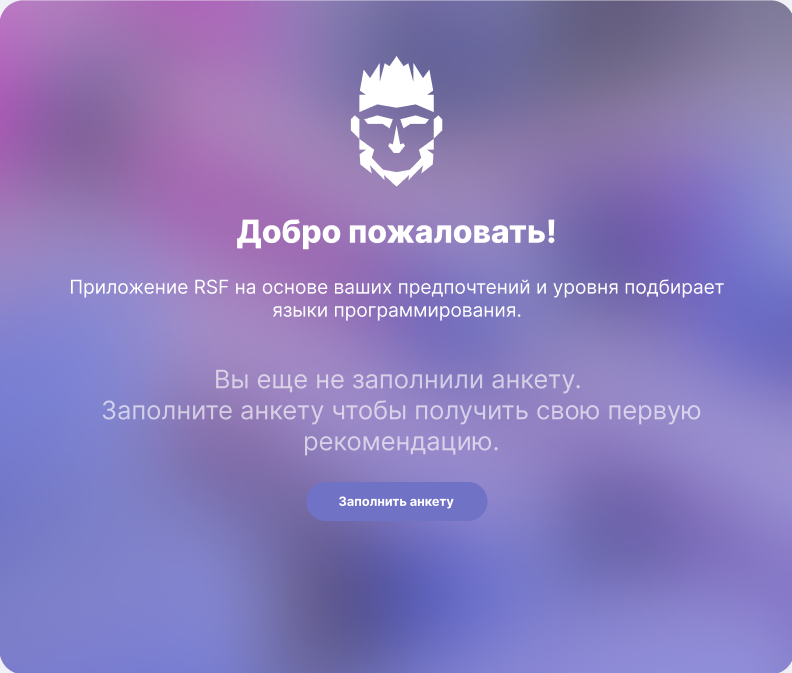 Добро пожаловать!
Приложение RSF на основе ваших предпочтений и уровня подбирает
языки программирования.
Вы еще не заполнили анкету.
Заполните анкету чтобы получить свою первую
рекомендацию.
Заполнить анкету